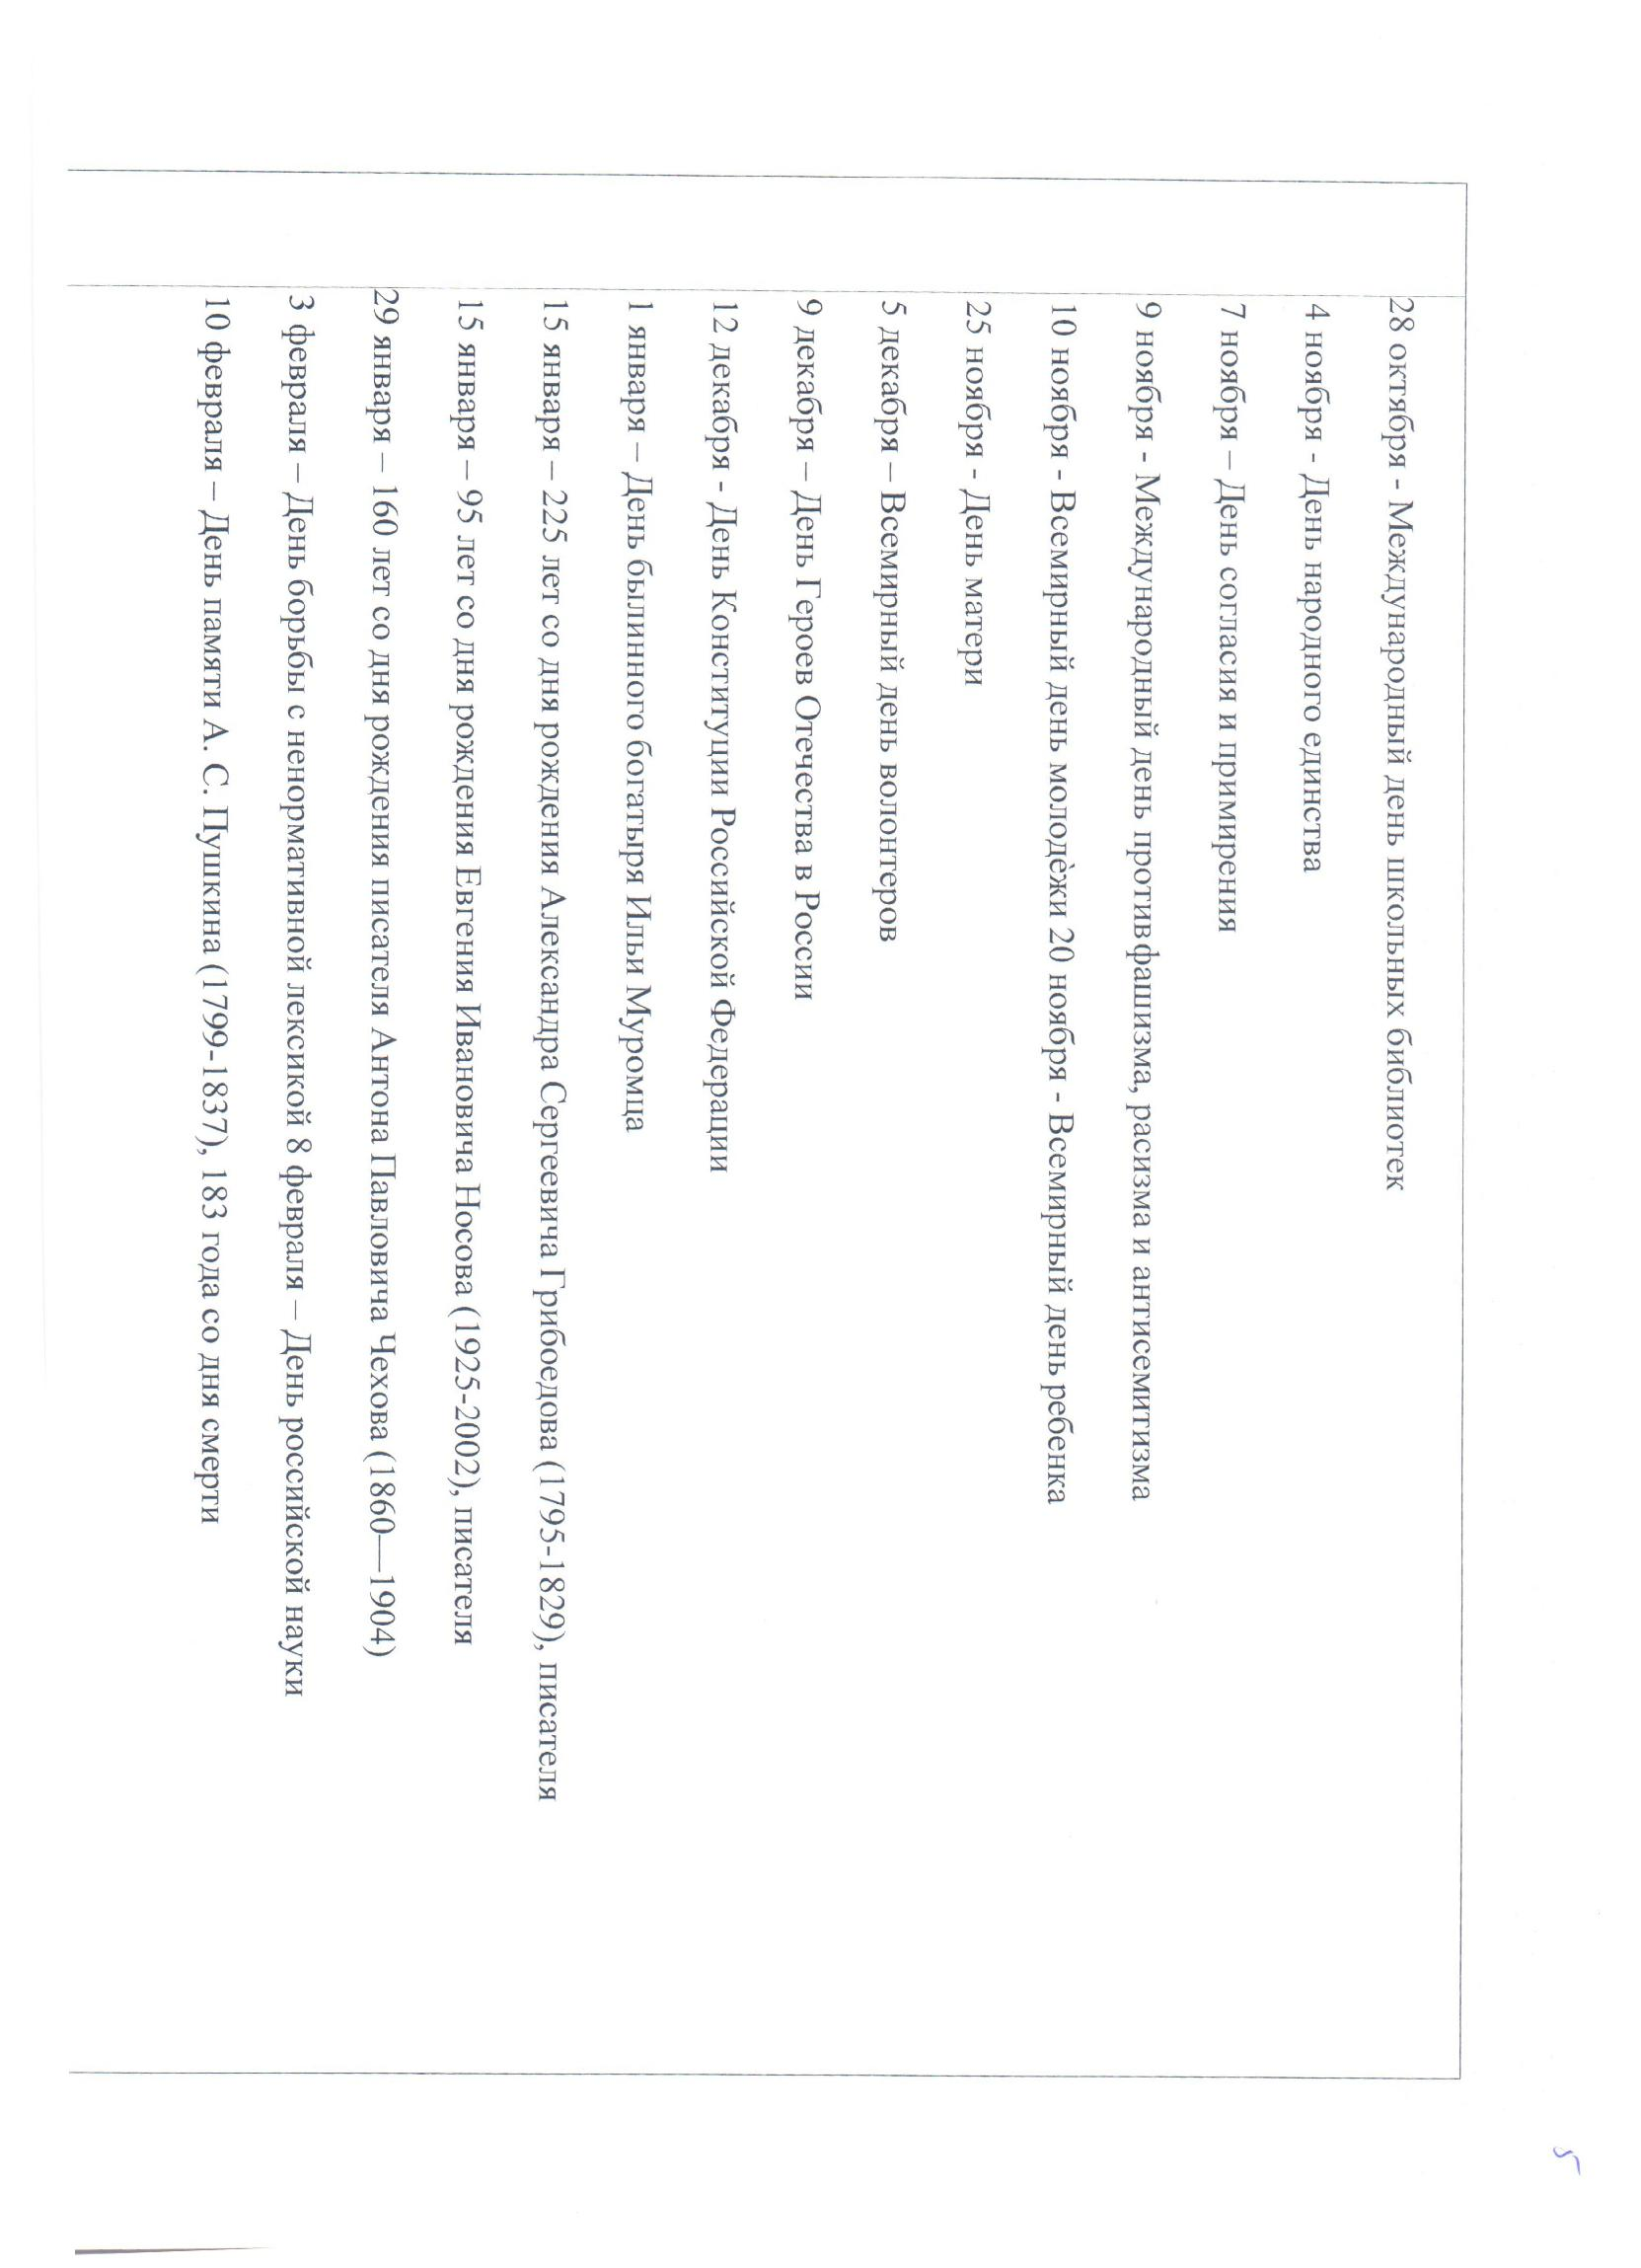 5
28 октября - Международный день школьных библиотек
4 ноября - День народного единства
7 ноября – День согласия и примирения
9 ноября - Международный день против фашизма, расизма и антисемитизма
10 ноября - Всемирный день молодѐжи 20 ноября - Всемирный день ребенка
25 ноября - День матери
5 декабря – Всемирный день волонтеров
9 декабря – День Героев Отечества в России
12 декабря - День Конституции Российской Федерации
1 января – День былинного богатыря Ильи Муромца
15 января – 225 лет со дня рождения Александра Сергеевича Грибоедова (1795-1829), писателя
15 января – 95 лет со дня рождения Евгения Ивановича Носова (1925-2002), писателя
29 января – 160 лет со дня рождения писателя Антона Павловича Чехова (1860—1904)
3 февраля – День борьбы с ненормативной лексикой 8 февраля – День российской науки
10 февраля – День памяти А. С. Пушкина (1799-1837), 183 года со дня смерти